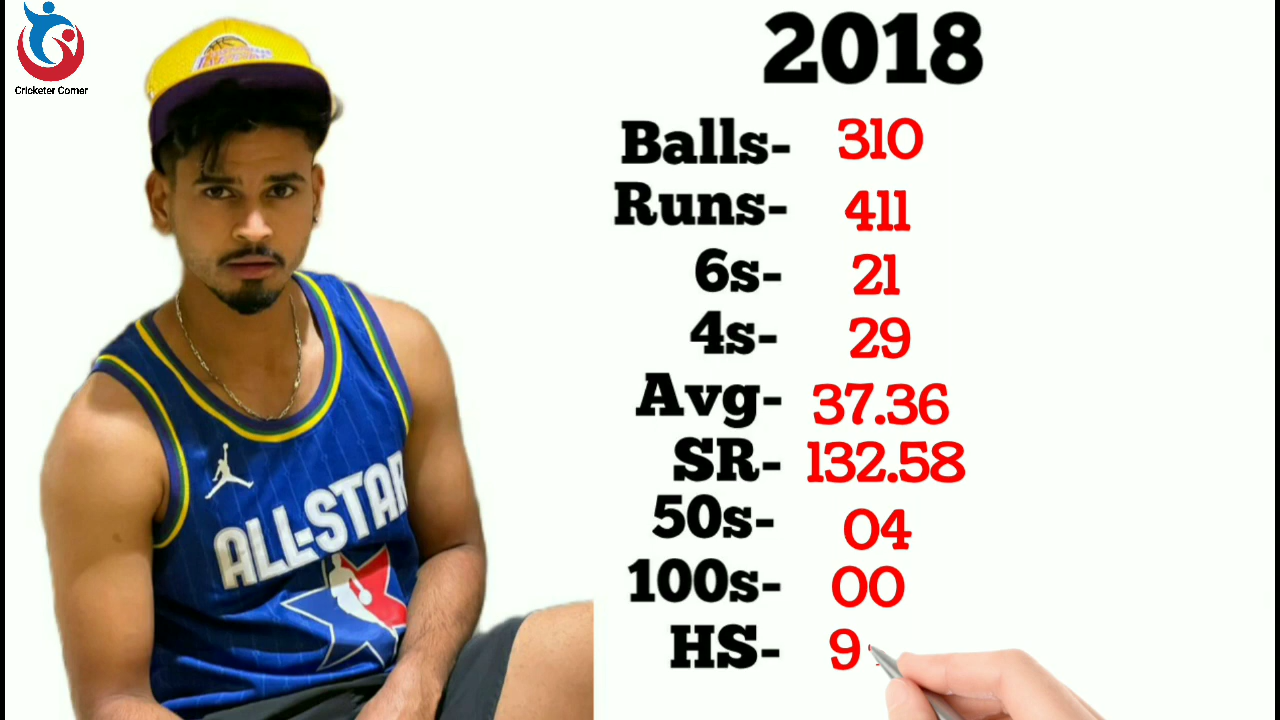 Cricketer Corner
2018
Balls- 310
Runs- 411
6s- 21
4s- 29
Avg- 37.36
SR- 132.58
50s- 04
100s- 00
HS- 9
ALL-STAR